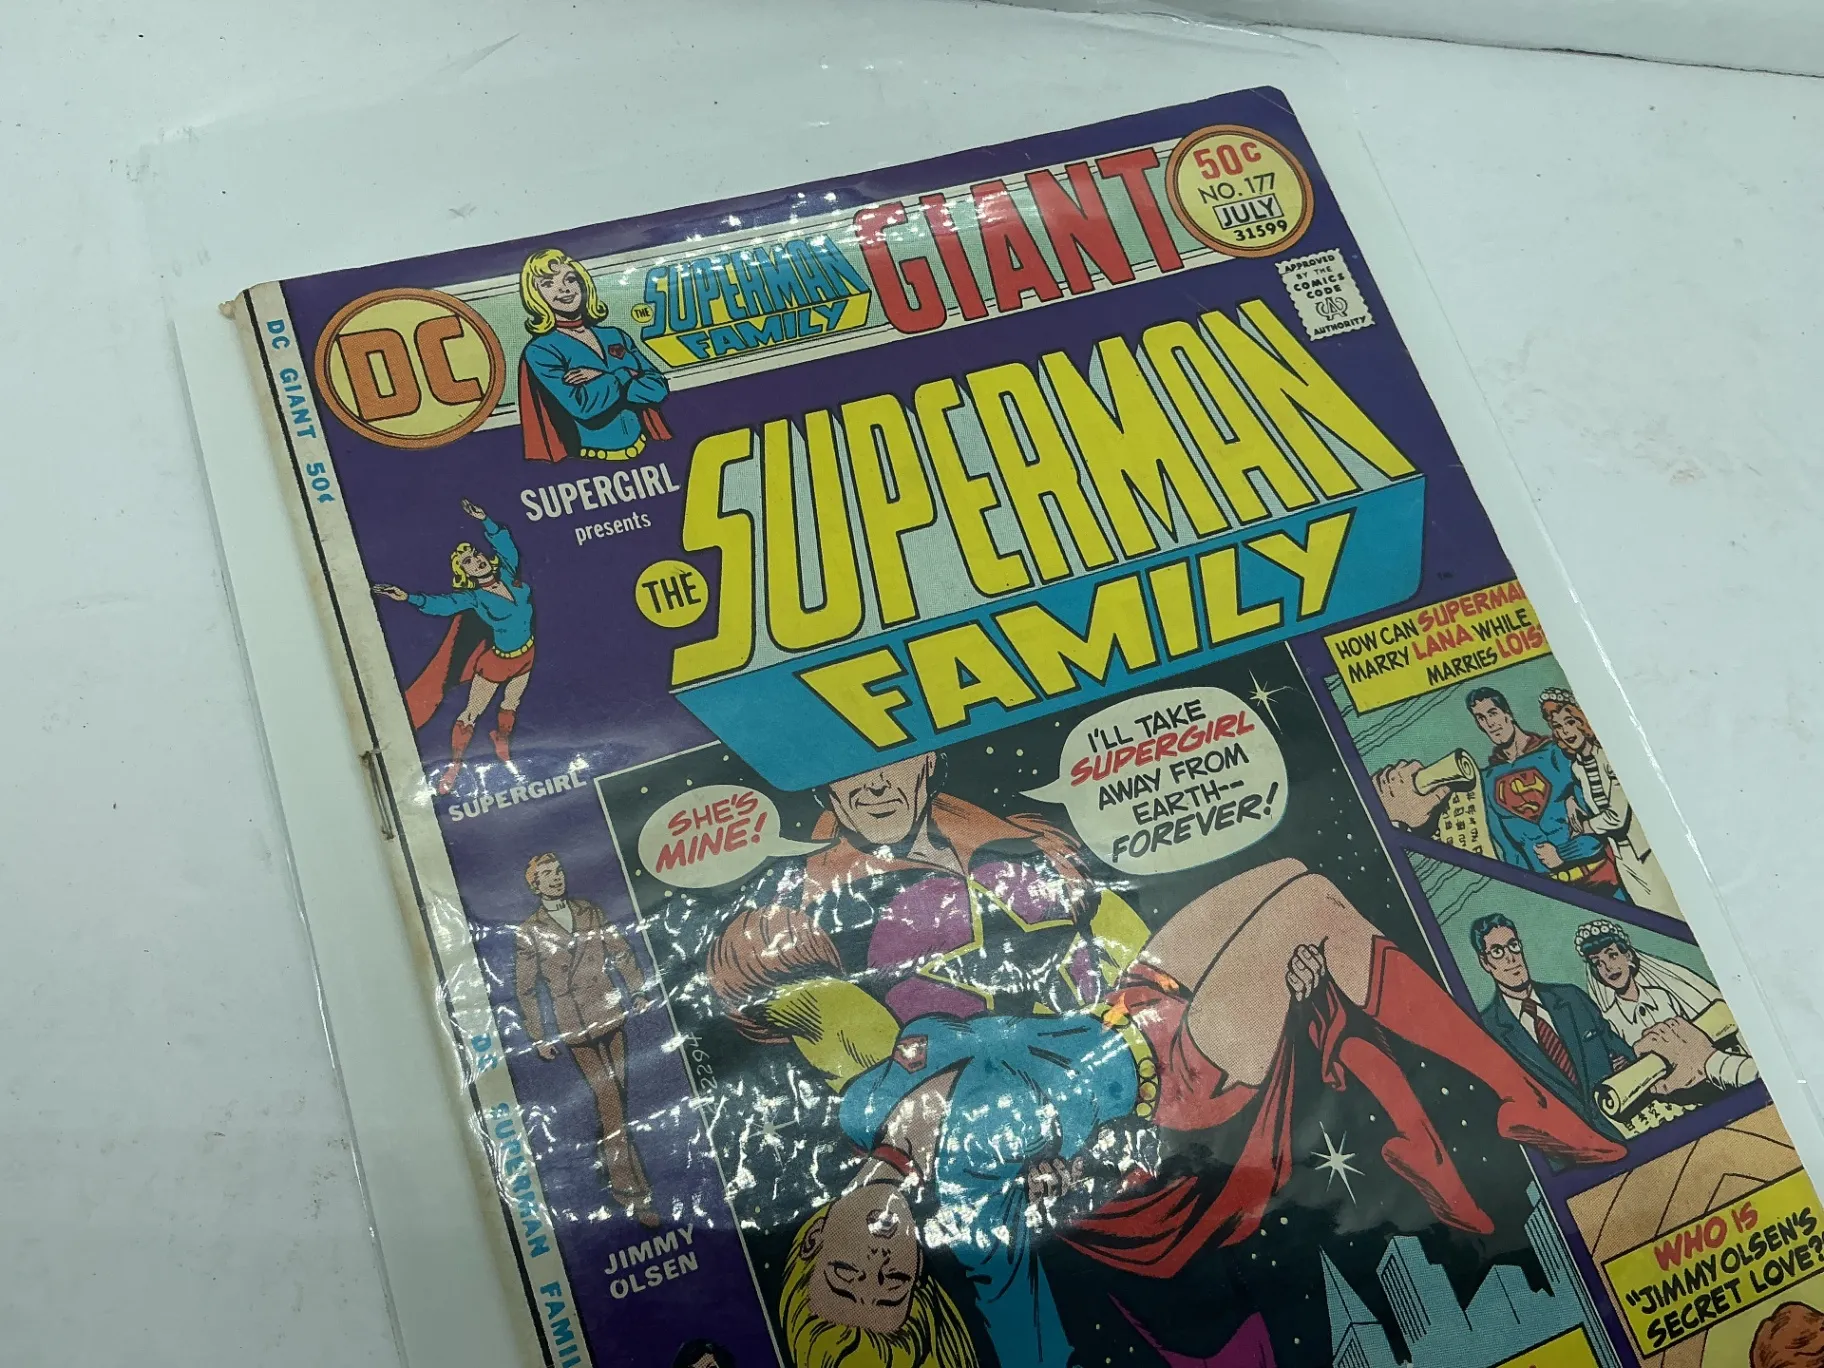 50¢
NO. 177
JULY
31599
GIANT
THE SUPERMAN
FAMILY
DC
APPROVED
BY THE
COMICS
CODE
CA
AUTHORITY
DC GIANT 50¢
SUPERGIRL
presents
THE SUPERMAN
FAMILY
TM
HOW CAN SUPERMAN
MARRY LANA WHILE
MARRIES LOIS
SUPERGIRL
SHE'S
MINE!
I'LL TAKE
SUPERGIRL
AWAY FROM
EARTH--
FOREVER!
JIMMY
OLSEN
DC SUPERMAN FAMIL
WHO IS
"JIMMY OLSEN'S
SECRET LOVE?"